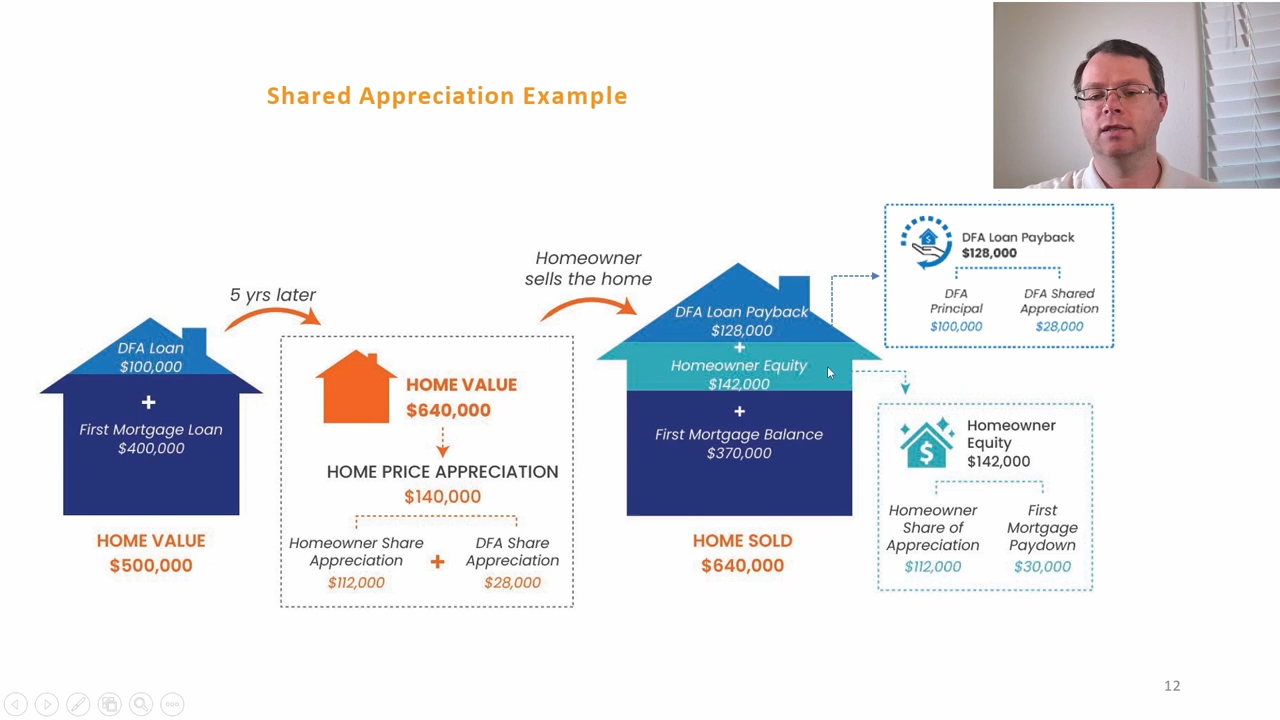 Shared Appreciation Example
DFA Loan
$100,000
+
First Mortgage Loan
$400,000
HOME VALUE
$500,000
5 yrs later
HOME VALUE
$640,000
HOME PRICE APPRECIATION
$140,000
Homeowner Share
Appreciation
$112,000
+
DFA Share
Appreciation
$28,000
Homeowner
sells the home
DFA Loan Payback
$128,000
+
Homeowner Equity
$142,000
+
First Mortgage Balance
$370,000
HOME SOLD
$640,000
$
DFA Loan Payback
$128,000
DFA
Principal
$100,000
DFA Shared
Appreciation
$28,000
$
Homeowner
Equity
$142,000
Homeowner
Share of
Appreciation
$112,000
First
Mortgage
Paydown
$30,000
12